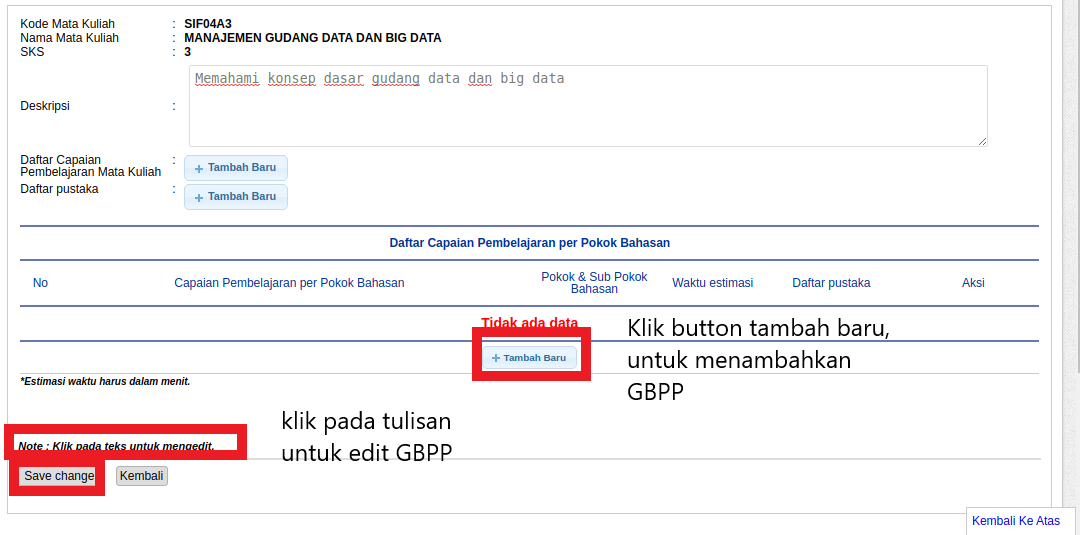 Kode Mata Kuliah : SIF04A3
Nama Mata Kuliah : MANAJEMEN GUDANG DATA DAN BIG DATA
SKS : 3
Memahami konsep dasar gudang data dan big data
Deskripsi :
Daftar Capaian :
Pembelajaran Mata Kuliah
+ Tambah Baru
Daftar pustaka : + Tambah Baru
Daftar Capaian Pembelajaran per Pokok Bahasan
No Capaian Pembelajaran per Pokok Bahasan Pokok & Sub Pokok Waktu estimasi Daftar pustaka Aksi
Bahasan
Tidak ada data
+ Tambah Baru
Klik button tambah baru,
untuk menambahkan
GBPP
*Estimasi waktu harus dalam menit.
klik pada tulisan
untuk edit GBPP
Note : Klik pada teks untuk mengedit.
Save change Kembali
Kembali Ke Atas